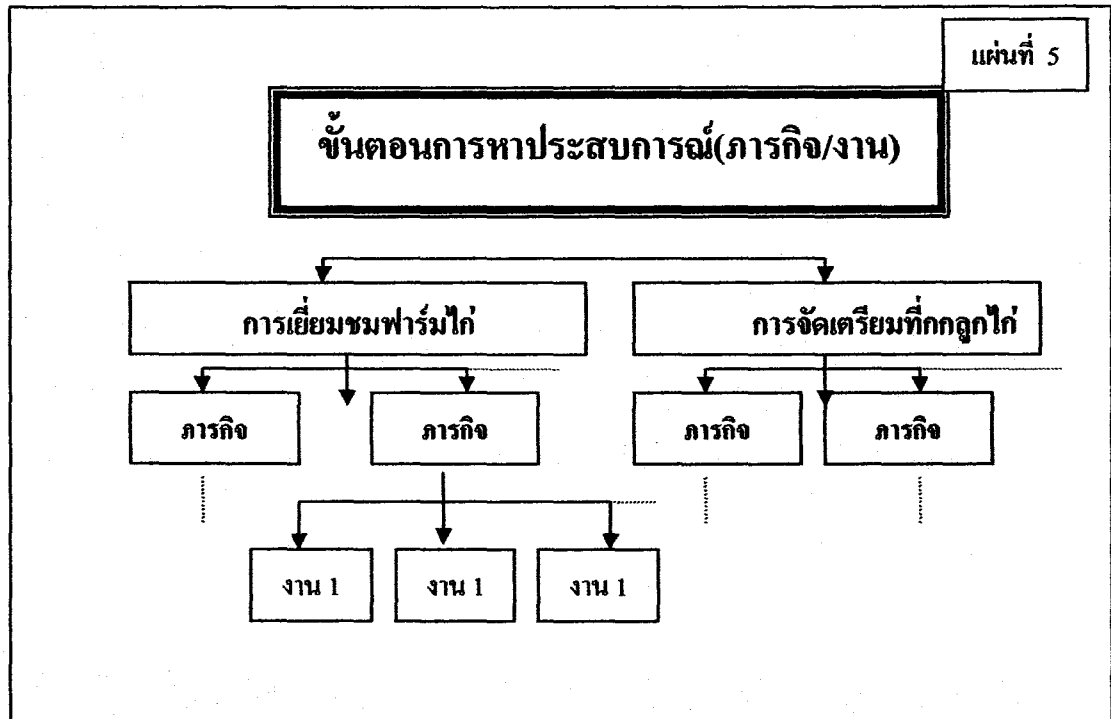 แผ่นที่ 5
ขั้นตอนการหาประสบการณ์(ภารกิจ/งาน)
การเยี่ยมชมฟาร์มไก่
การจัดเตรียมที่กกลูกไก่
ภารกิจ
ภารกิจ
ภารกิจ
ภารกิจ
งาน 1
งาน 1
งาน 1